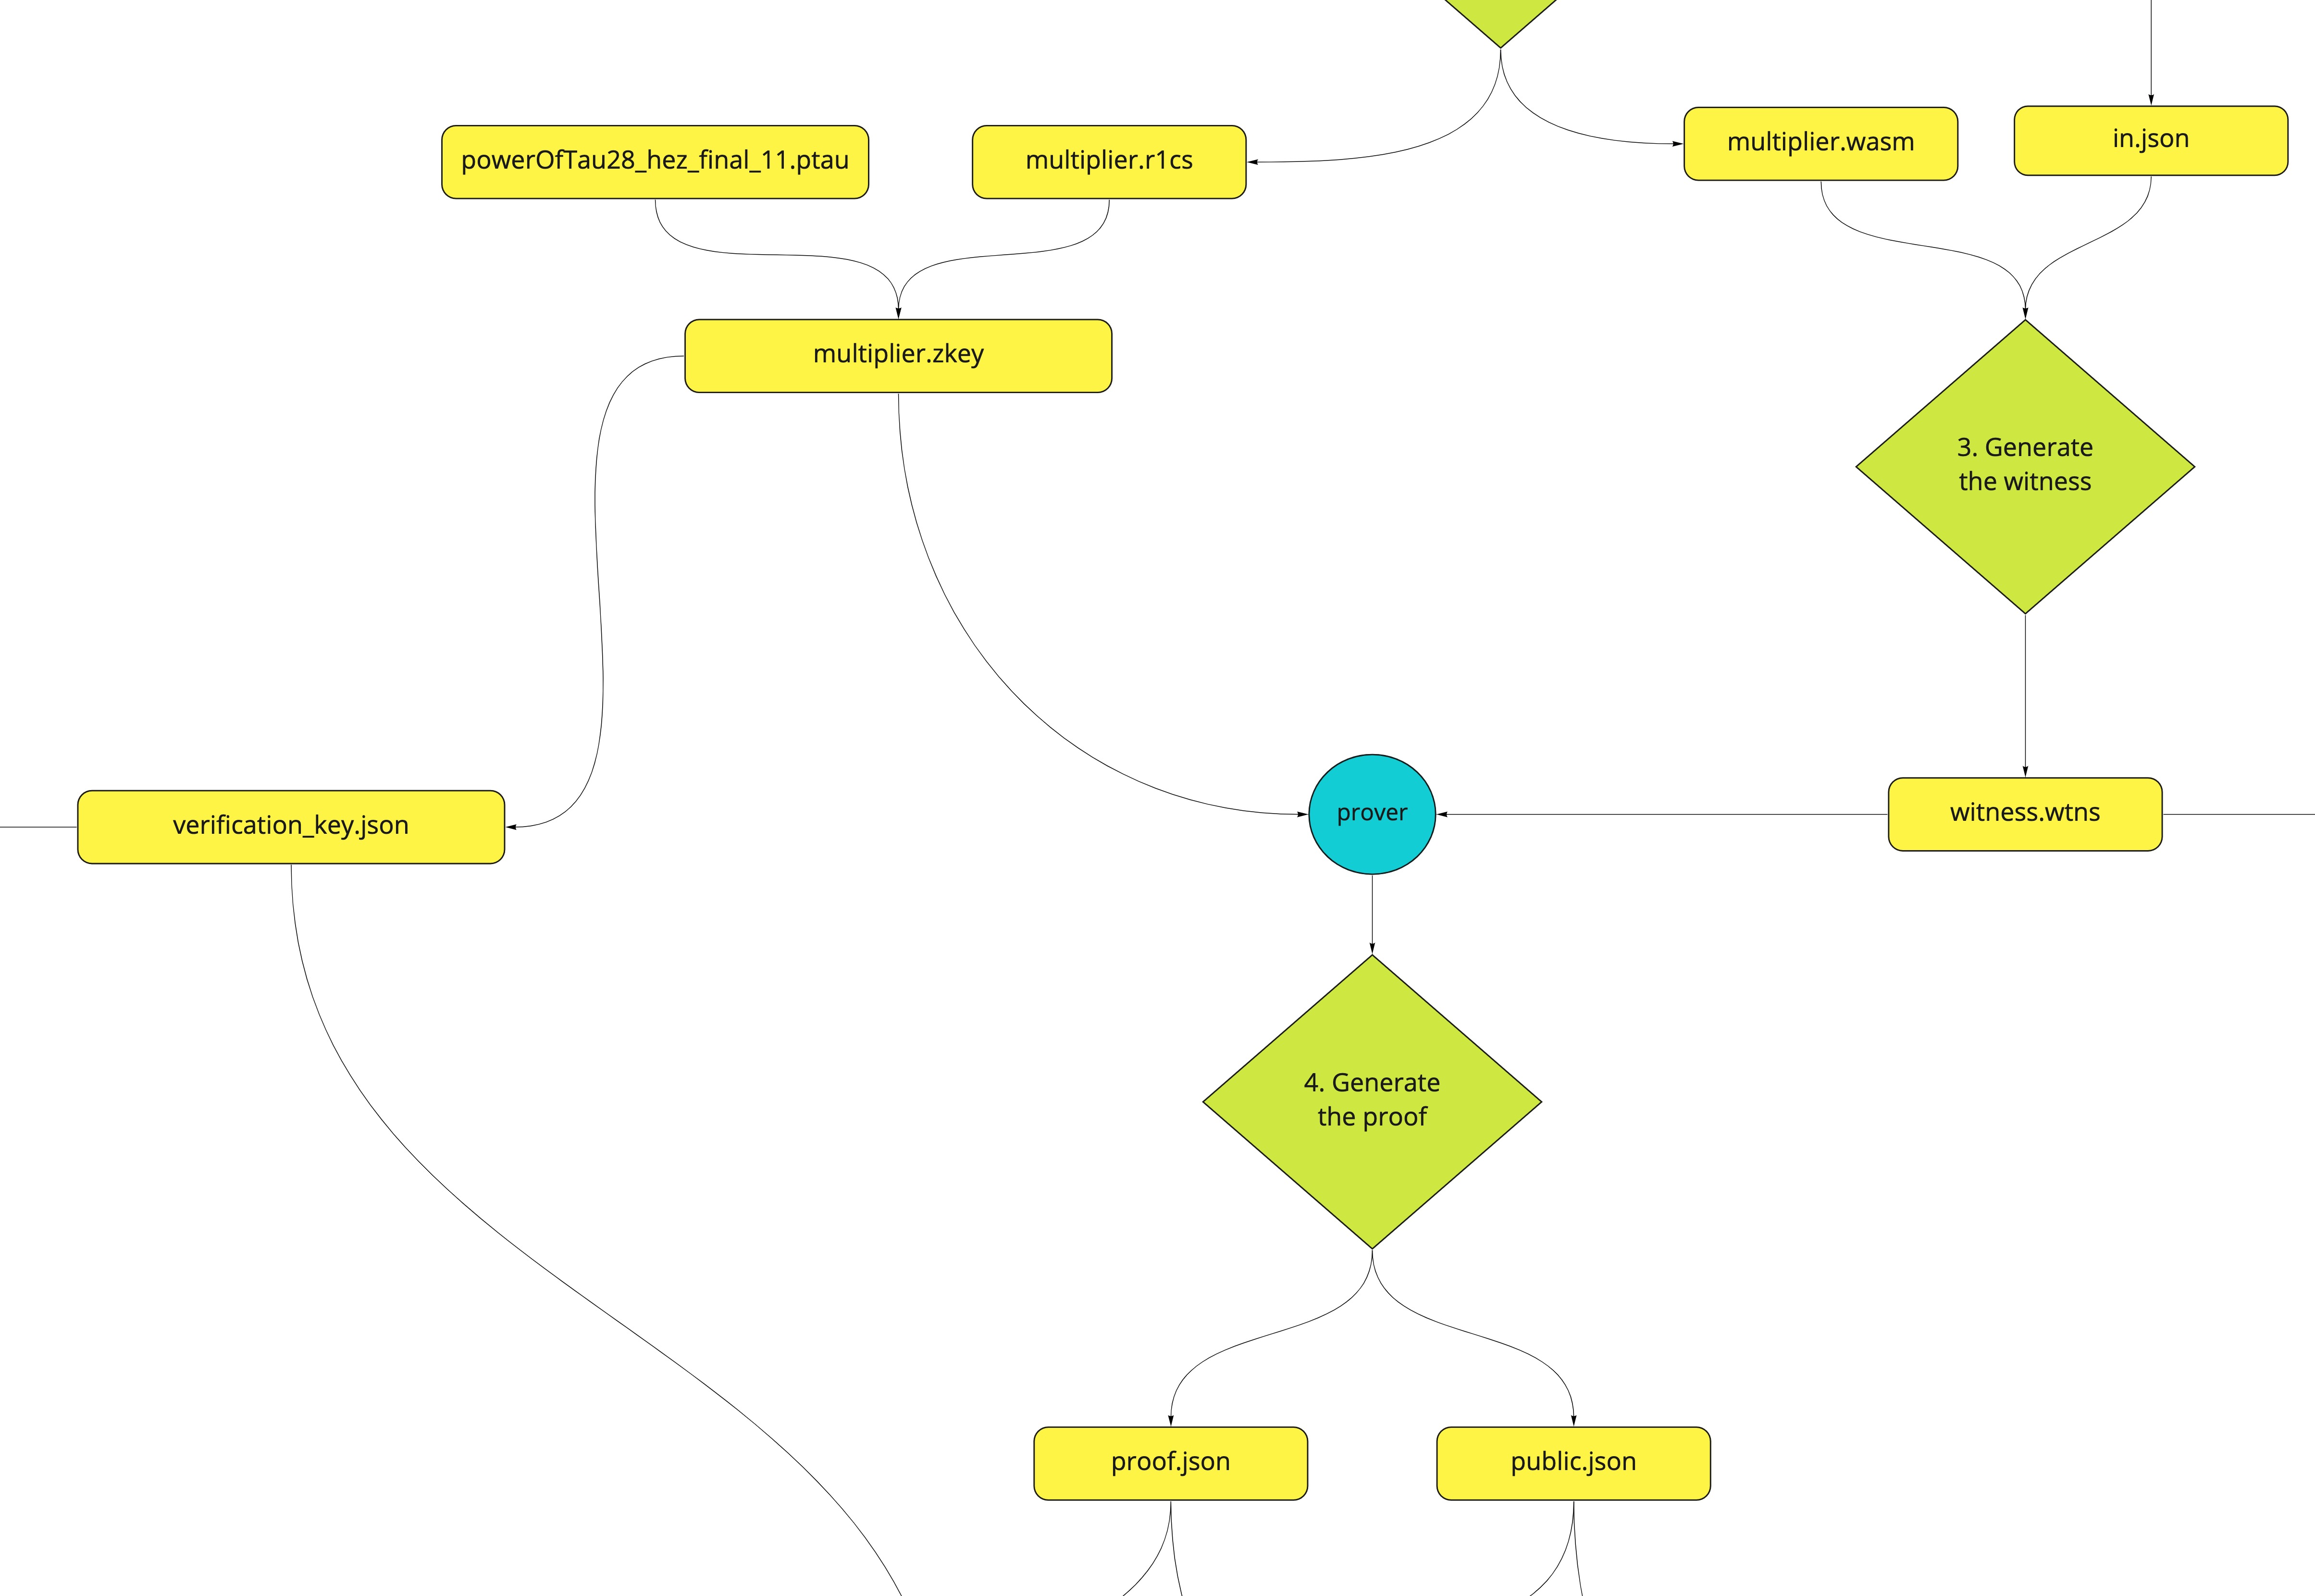 powerOfTau28_hez_final_11.ptau
multiplier.r1cs
multiplier.wasm
in.json
multiplier.zkey
3. Generate
the witness
verification_key.json
prover
witness.wtns
4. Generate
the proof
proof.json
public.json